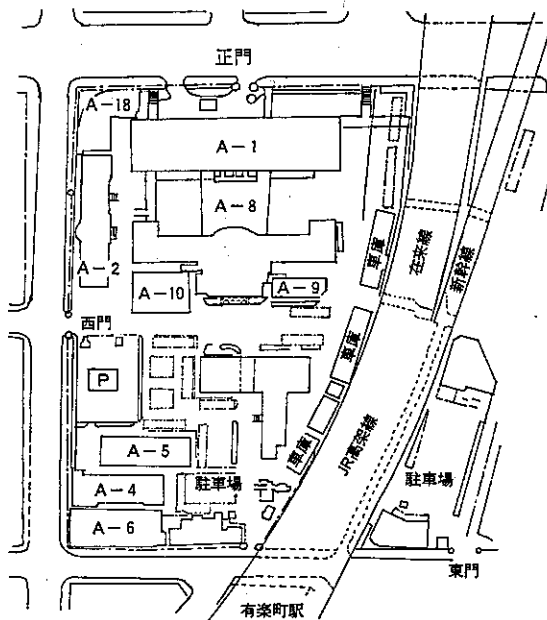 正門
A-18
A-1
A-8
A-2
車庫
在来線
新幹線
A-10
A-9
西門
車庫
P
JR高架線
A-5
車庫
駐車場
駐車場
A-4
A-6
東門
有楽町駅